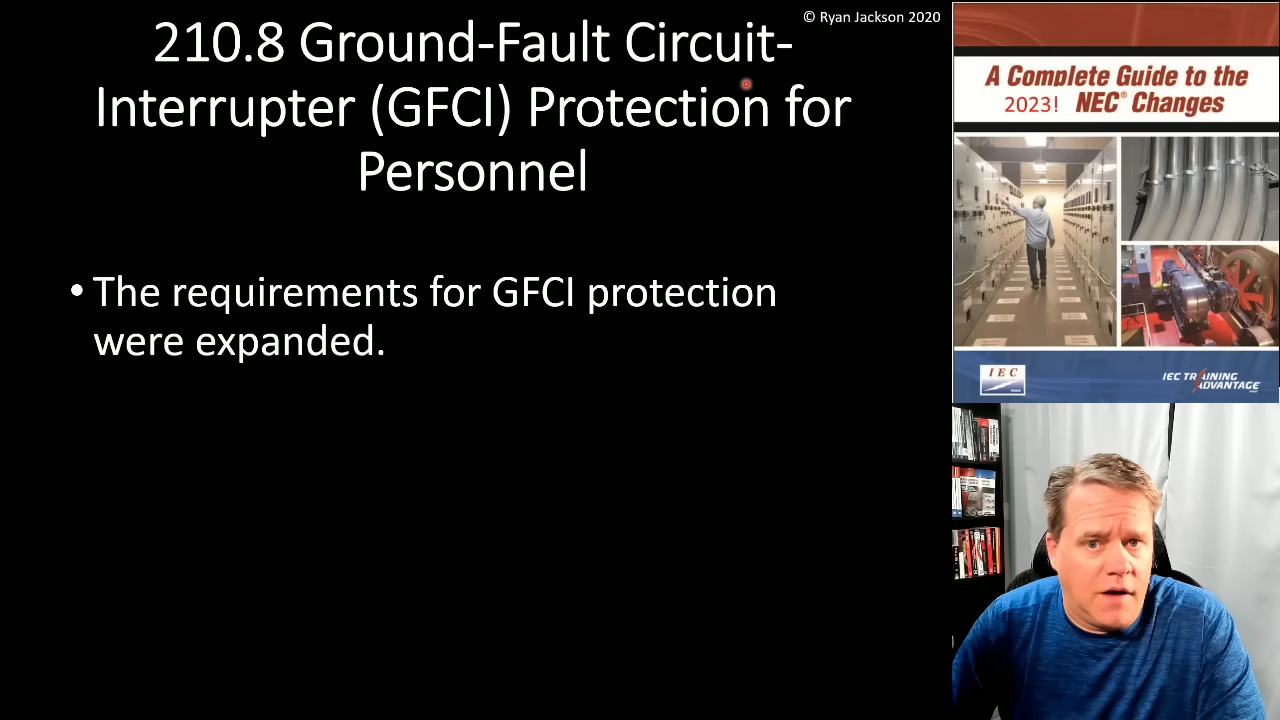 © Ryan Jackson 2020
210.8 Ground-Fault Circuit-
Interrupter (GFCI) Protection for
Personnel
• The requirements for GFCI protection
were expanded.
A Complete Guide to the
2023! NEC® Changes
IEC
IEC TRAINING
ADVANTAGE